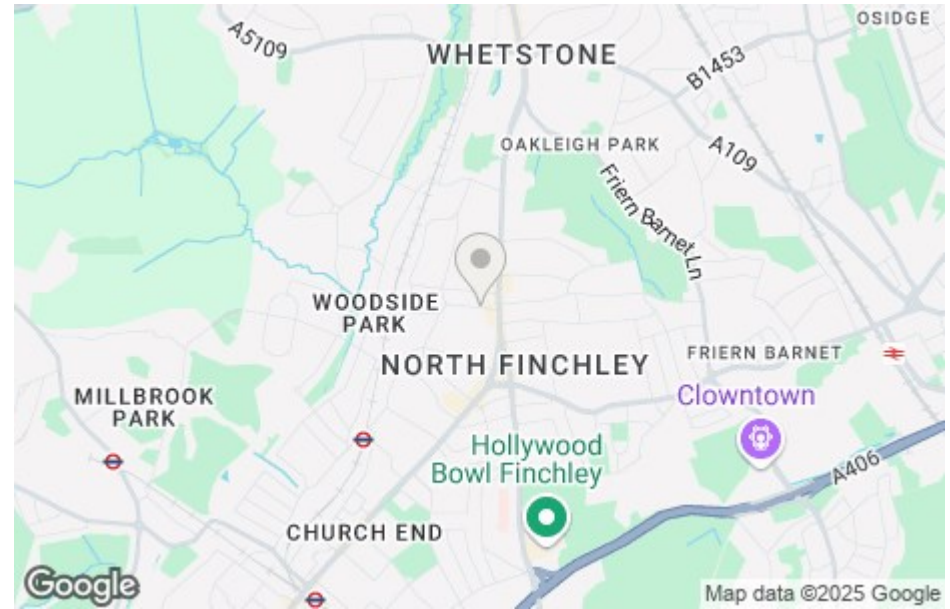 OSIDGE
A5109
WHETSTONE
B1453
OAKLEIGH PARK
A109
Friern Barnet Ln
WOODSIDE
PARK
NORTH FINCHLEY
FRIERN BARNET
MILLBROOK
PARK
Clowntown
Hollywood
Bowl Finchley
A406
CHURCH END
Google
Map data ©2025 Google